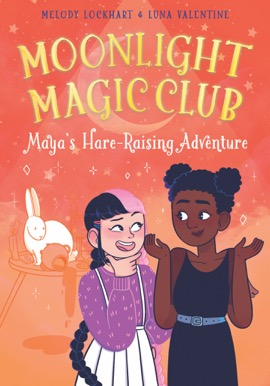 MELODY LOCKHART & LUNA VALENTINE
MOONLIGHT
MAGIC CLUB
Maya's Hare-Raising Adventure